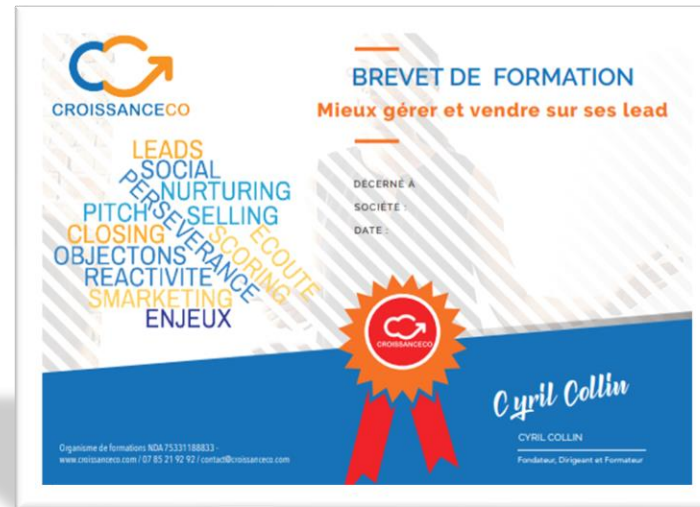 CROISSANCECO
BREVET DE FORMATION
Mieux gérer et vendre sur ses lead
LEADS
SOCIAL
NURTURING
PERSEVERANCE
PITCH
SELLING
CLOSING
SCORING
ECOUTE
OBJECTONS
REACTIVITE
SMARKETING
ENJEUX
DÉCERNÉ À
SOCIÉTÉ :
DATE :
CROISSANCECO
Cyril Collin
CYRIL COLLIN
Fondateur, Dirigeant et Formateur
Organisme de formations NDA 75331188833 -
www.croissanceco.com / 07 85 21 92 92 / contact@croissanceco.com